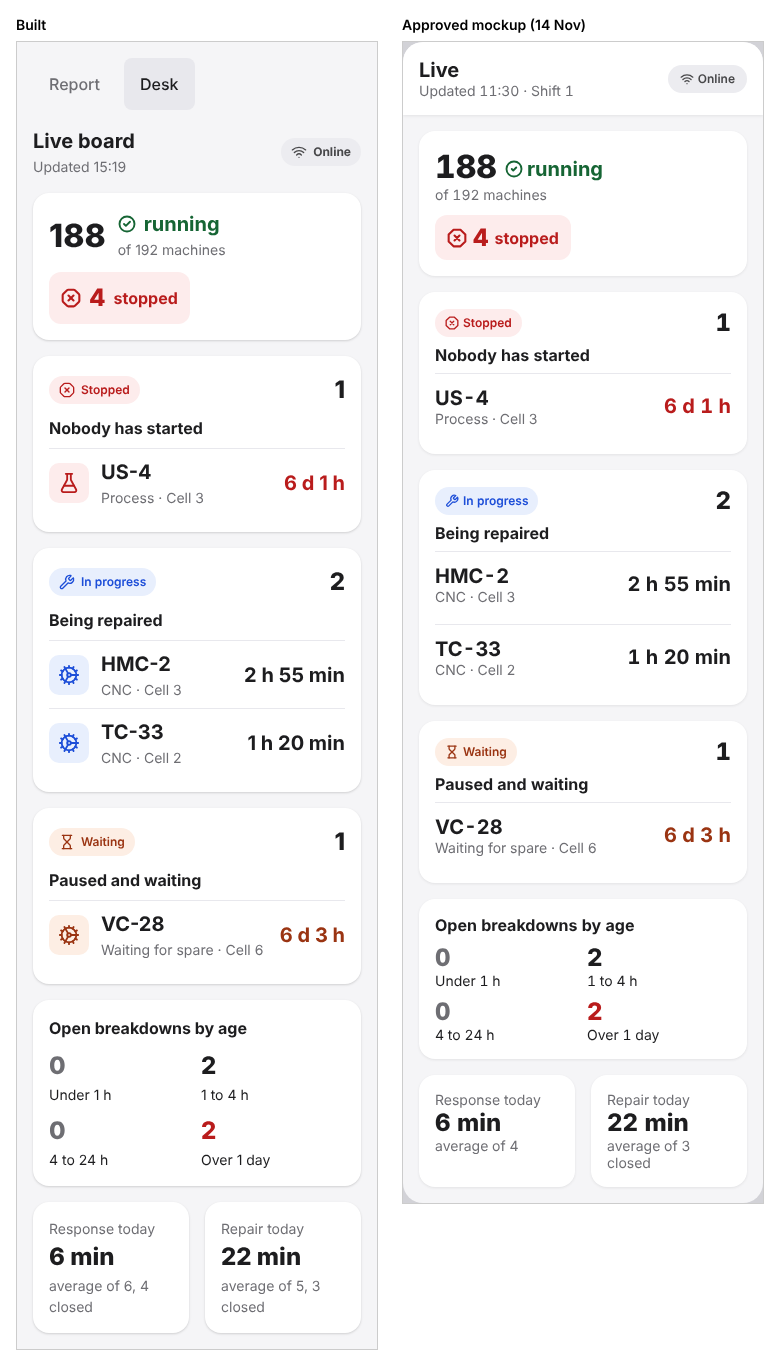 Built
Report
Desk
Live board
Updated 15:19
Online
188
running
of 192 machines
4 stopped
Stopped
1
Nobody has started
US-4
Process · Cell 3
6 d 1 h
In progress
2
Being repaired
HMC-2
CNC · Cell 3
2 h 55 min
TC-33
CNC · Cell 2
1 h 20 min
Waiting
1
Paused and waiting
VC-28
Waiting for spare · Cell 6
6 d 3 h
Open breakdowns by age
0
Under 1 h
2
1 to 4 h
0
4 to 24 h
2
Over 1 day
Response today
6 min
average of 6, 4
closed
Repair today
22 min
average of 5, 3
closed
Approved mockup (14 Nov)
Live
Updated 11:30 · Shift 1
Online
188 running
of 192 machines
4 stopped
Stopped
1
Nobody has started
US-4
Process · Cell 3
6 d 1 h
In progress
2
Being repaired
HMC-2
CNC · Cell 3
2 h 55 min
TC-33
CNC · Cell 2
1 h 20 min
Waiting
1
Paused and waiting
VC-28
Waiting for spare · Cell 6
6 d 3 h
Open breakdowns by age
0
Under 1 h
2
1 to 4 h
0
4 to 24 h
2
Over 1 day
Response today
6 min
average of 4
Repair today
22 min
average of 3
closed